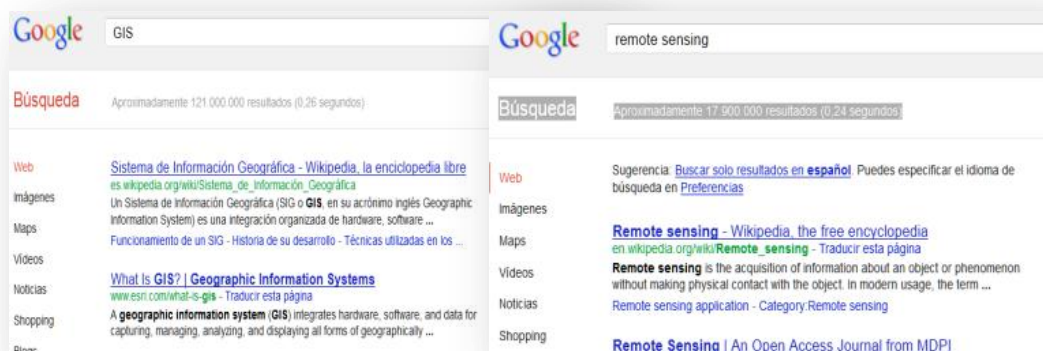 Google
GIS
Búsqueda
Aproximadamente 121.000.000 resultados (0,26 segundos)
Web
Imágenes
Maps
Vídeos
Noticias
Shopping
Blogs
Sistema de Información Geográfica - Wikipedia, la enciclopedia libre
es.wikipedia.org/wiki/Sistema_de_Información_Geográfica
Un Sistema de Información Geográfica (SIG o GIS, en su acrónimo inglés Geographic
Information System) es una integración organizada de hardware, software ...
Funcionamiento de un SIG - Historia de su desarrollo - Técnicas utilizadas en los ...
What Is GIS? | Geographic Information Systems
www.esri.com/what-is-gis - Traducir esta página
A geographic information system (GIS) integrates hardware, software, and data for
capturing, managing, analyzing, and displaying all forms of geographically ...
Google
remote sensing
Búsqueda
Aproximadamente 17.900.000 resultados (0,24 segundos)
Web
Imágenes
Maps
Vídeos
Noticias
Shopping
Sugerencia: Buscar solo resultados en español. Puedes especificar el idioma de
búsqueda en Preferencias
Remote sensing - Wikipedia, the free encyclopedia
en.wikipedia.org/wiki/Remote_sensing - Traducir esta página
Remote sensing is the acquisition of information about an object or phenomenon
without making physical contact with the object. In modern usage, the term ...
Remote sensing application - Category:Remote sensing
Remote Sensing | An Open Access Journal from MDPI